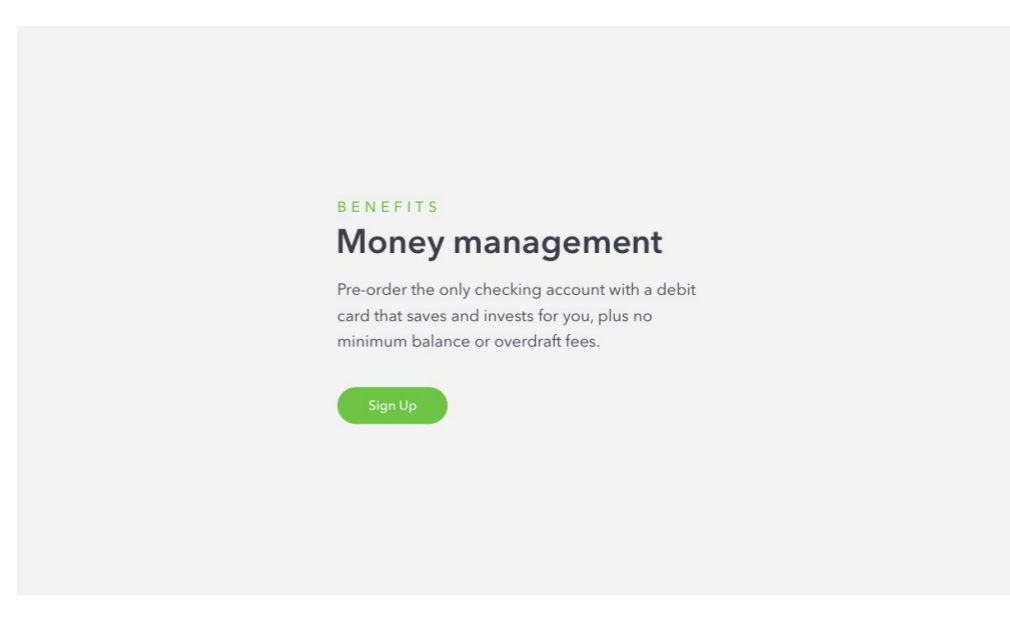 BENEFITS
Money management
Pre-order the only checking account with a debit
card that saves and invests for you, plus no
minimum balance or overdraft fees.
Sign Up